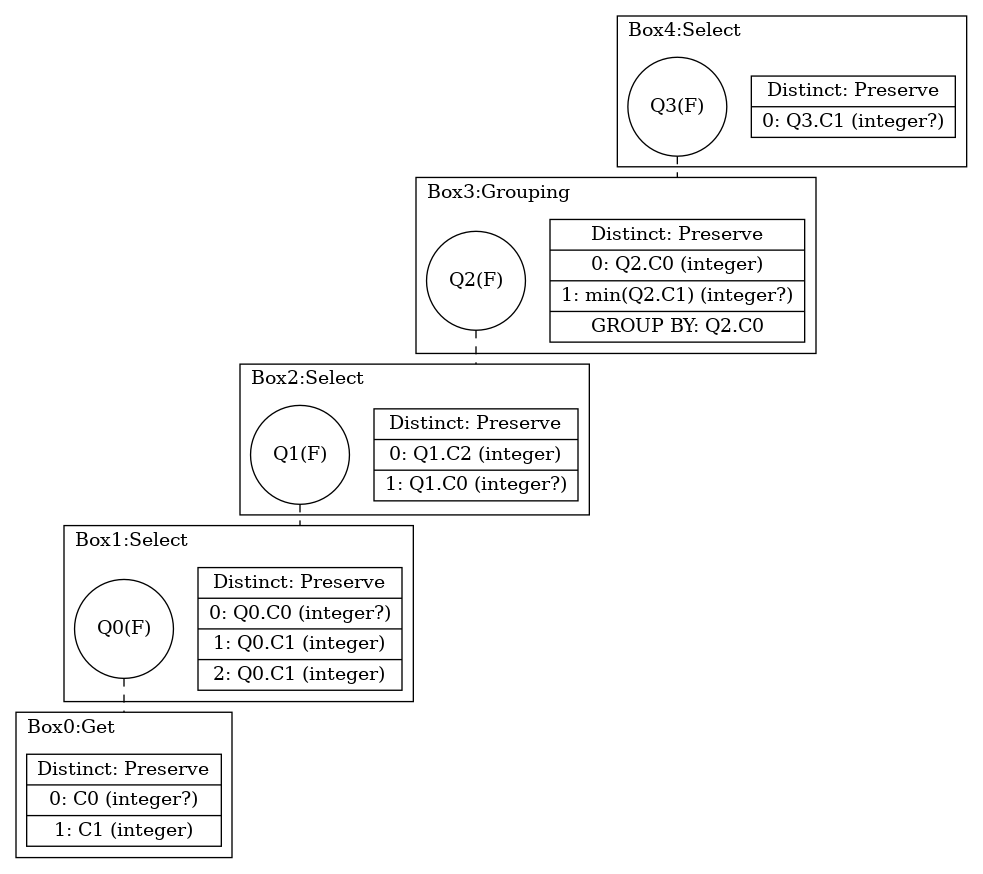 Box4:Select
Q3(F)
Distinct: Preserve
0: Q3.C1 (integer?)
Box3:Grouping
Q2(F)
Distinct: Preserve
0: Q2.C0 (integer)
1: min(Q2.C1) (integer?)
GROUP BY: Q2.C0
Box2:Select
Q1(F)
Distinct: Preserve
0: Q1.C2 (integer)
1: Q1.C0 (integer?)
Box1:Select
Q0(F)
Distinct: Preserve
0: Q0.C0 (integer?)
1: Q0.C1 (integer)
2: Q0.C1 (integer)
Box0:Get
Distinct: Preserve
0: C0 (integer?)
1: C1 (integer)